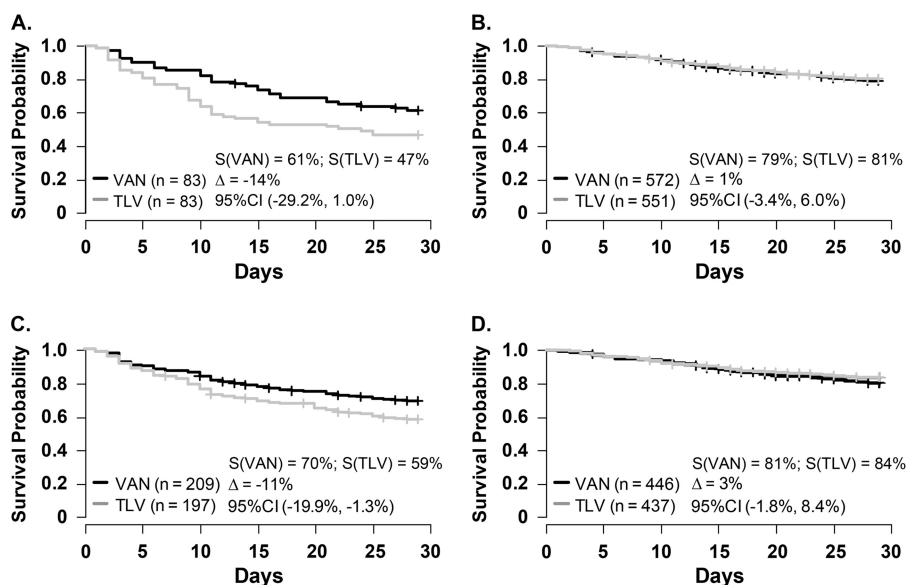 A.
Survival Probability
1.0
0.8
0.6
0.4
0.2
0
S(VAN) = 61%; S(TLV) = 47%
VAN (n = 83) Δ = -14%
TLV (n = 83) 95%CI (-29.2%, 1.0%)
0 5 10 15 20 25 30
Days
B.
Survival Probability
1.0
0.8
0.6
0.4
0.2
0
S(VAN) = 79%; S(TLV) = 81%
VAN (n = 572) Δ = 1%
TLV (n = 551) 95%CI (-3.4%, 6.0%)
0 5 10 15 20 25 30
Days
C.
Survival Probability
1.0
0.8
0.6
0.4
0.2
0
S(VAN) = 70%; S(TLV) = 59%
VAN (n = 209) Δ = -11%
TLV (n = 197) 95%CI (-19.9%, -1.3%)
0 5 10 15 20 25 30
Days
D.
Survival Probability
1.0
0.8
0.6
0.4
0.2
0
S(VAN) = 81%; S(TLV) = 84%
VAN (n = 446) Δ = 3%
TLV (n = 437) 95%CI (-1.8%, 8.4%)
0 5 10 15 20 25 30
Days